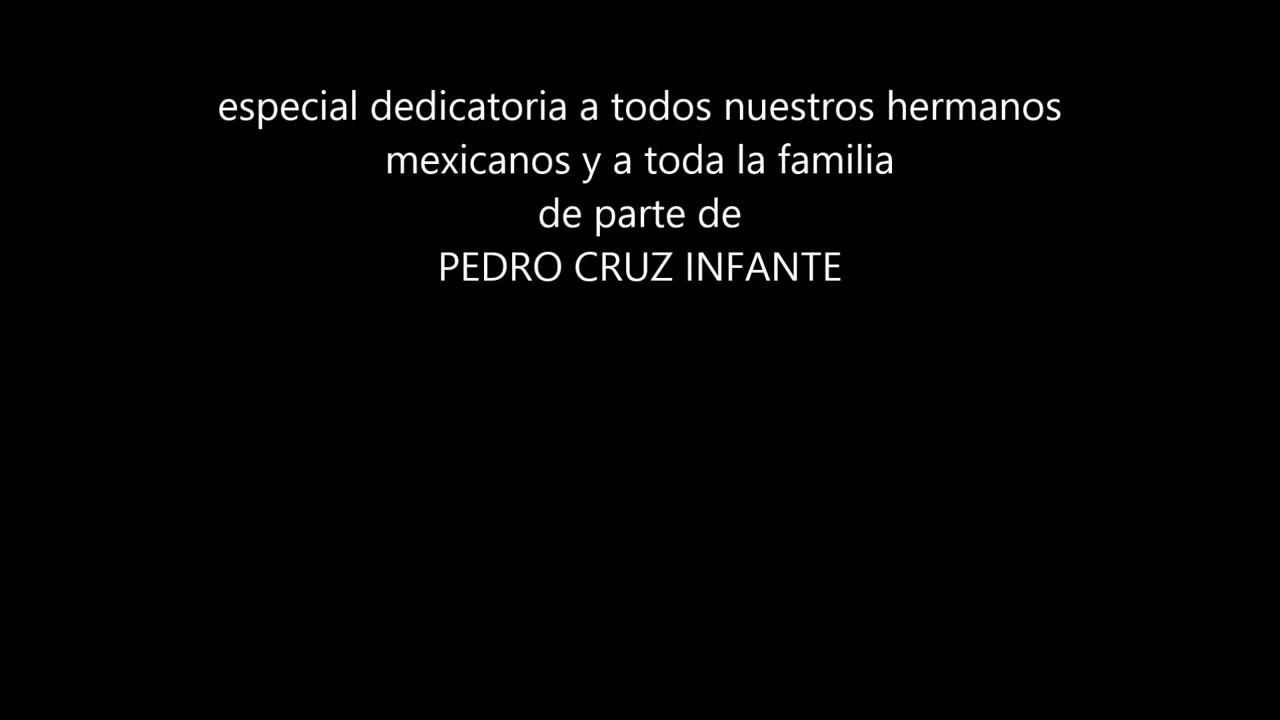 especial dedicatoria a todos nuestros hermanos
mexicanos y a toda la familia
de parte de
PEDRO CRUZ INFANTE